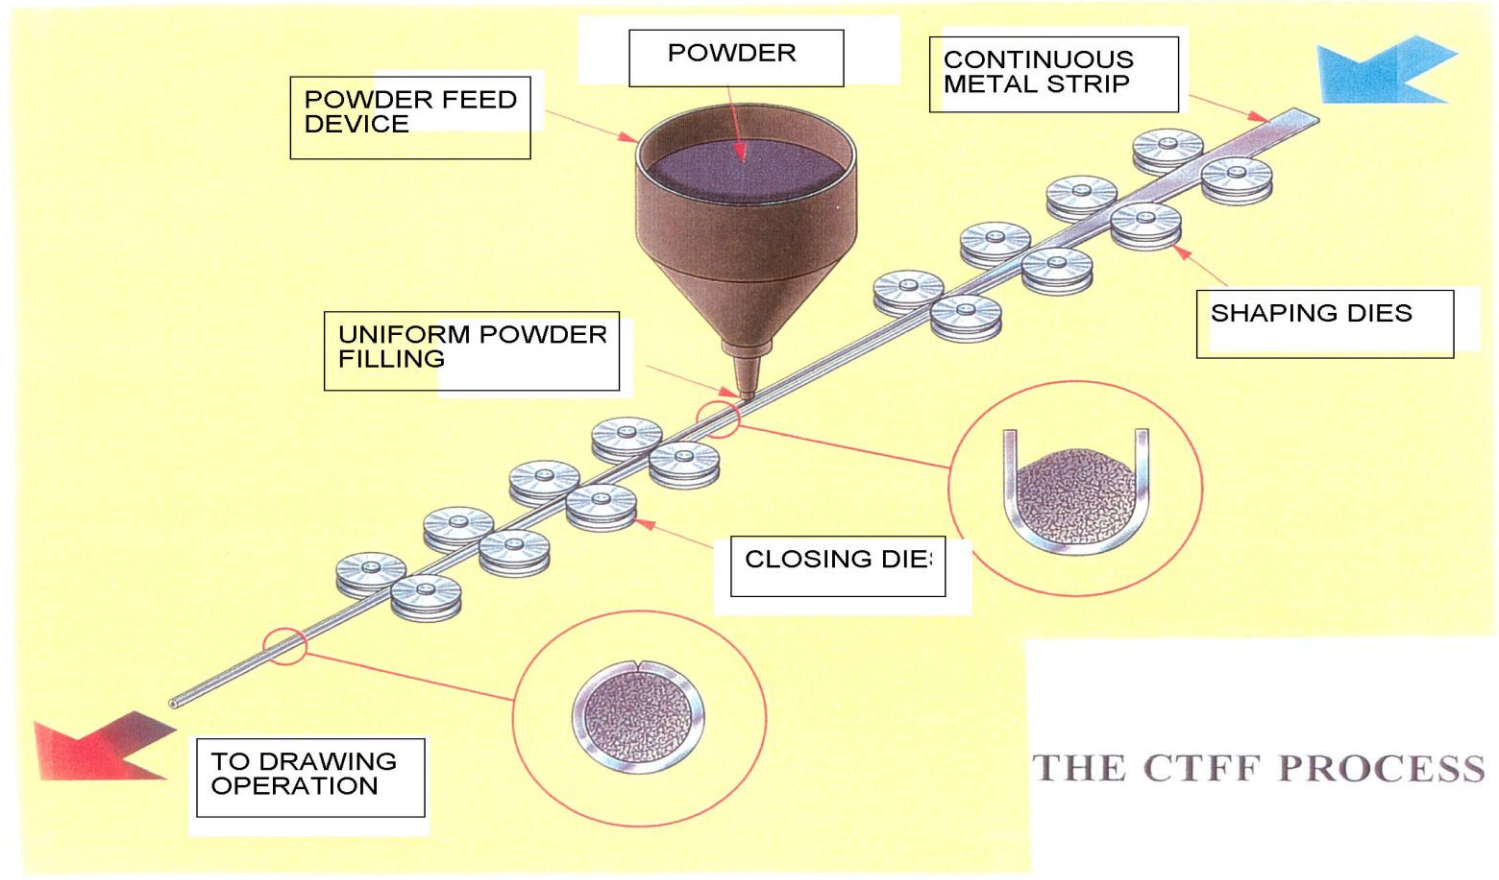 POWDER
CONTINUOUS
METAL STRIP
POWDER FEED
DEVICE
SHAPING DIES
UNIFORM POWDER
FILLING
CLOSING DIES
TO DRAWING
OPERATION
THE CTFF PROCESS